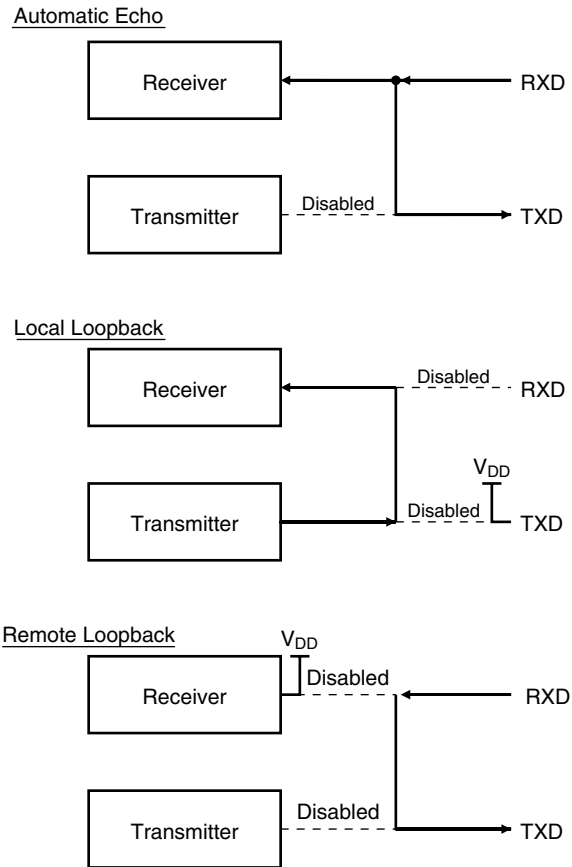 Automatic Echo
Receiver
RXD
Transmitter
Disabled
TXD
Local Loopback
Receiver
Disabled
RXD
VDD
Transmitter
Disabled
TXD
Remote Loopback
VDD
Receiver
Disabled
RXD
Transmitter
Disabled
TXD